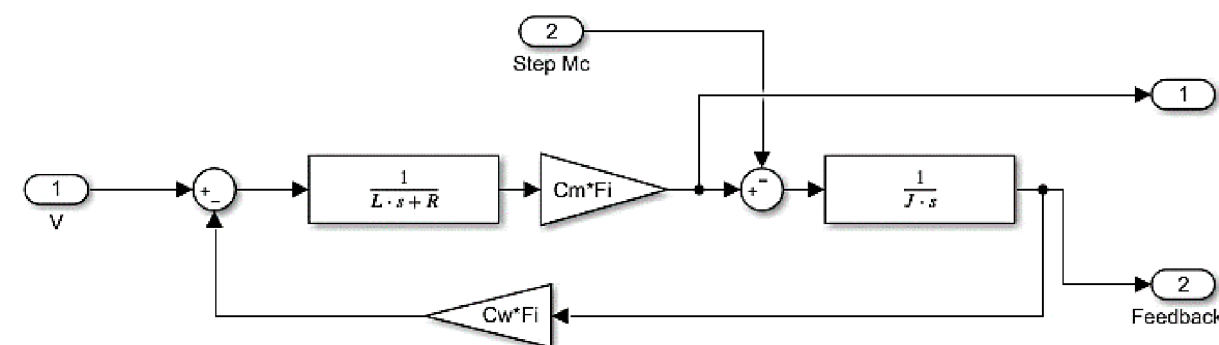 2
Step Mc
1
1
V
+
−
1
L · s + R
Cm*Fi
+
-
1
J · s
2
Feedback
Cw*Fi